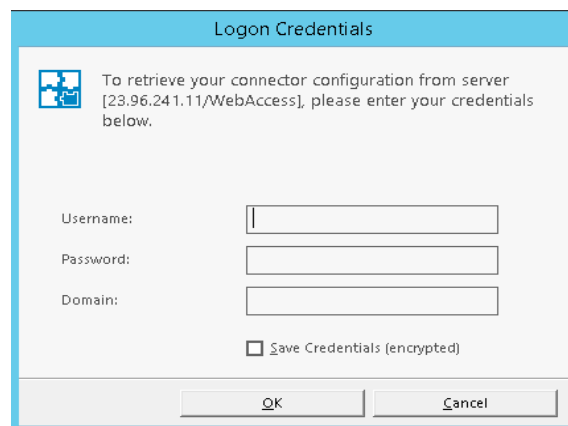 Logon Credentials
To retrieve your connector configuration from server
[23.96.241.11/WebAccess], please enter your credentials
below.
Username:
Password:
Domain:
Save Credentials (encrypted)
OK Cancel